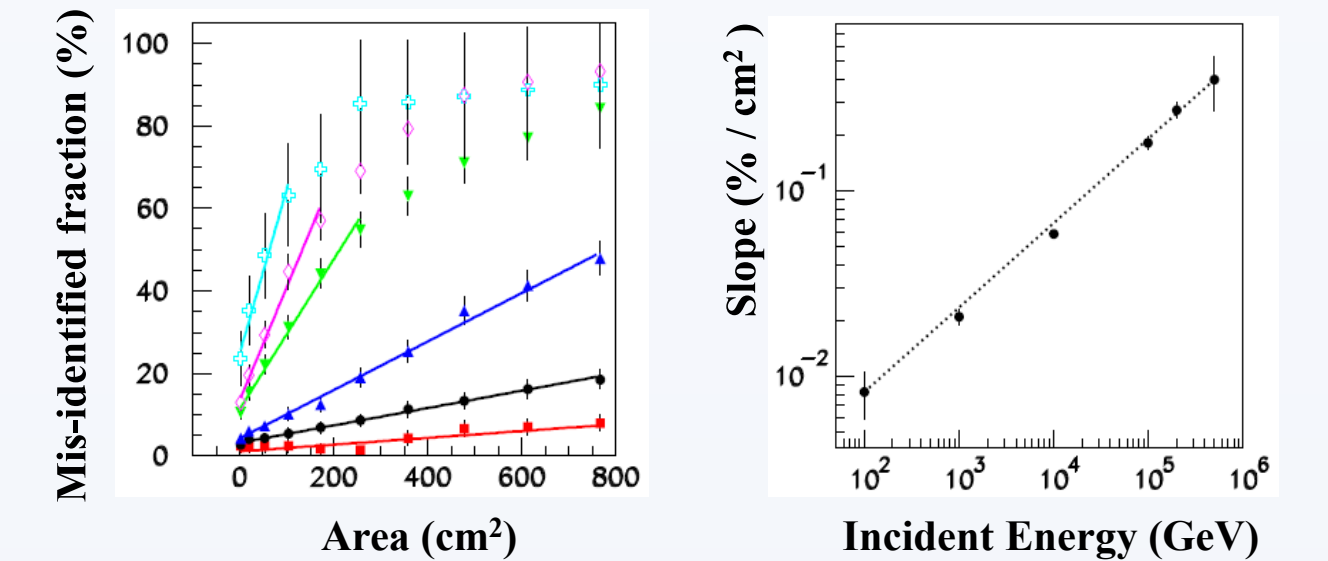 Mis-identified fraction (%)
100
80
60
40
20
0
0 200 400 600 800
Area (cm²)
Slope (% / cm² )
10⁻¹
10⁻²
10² 10³ 10⁴ 10⁵ 10⁶
Incident Energy (GeV)